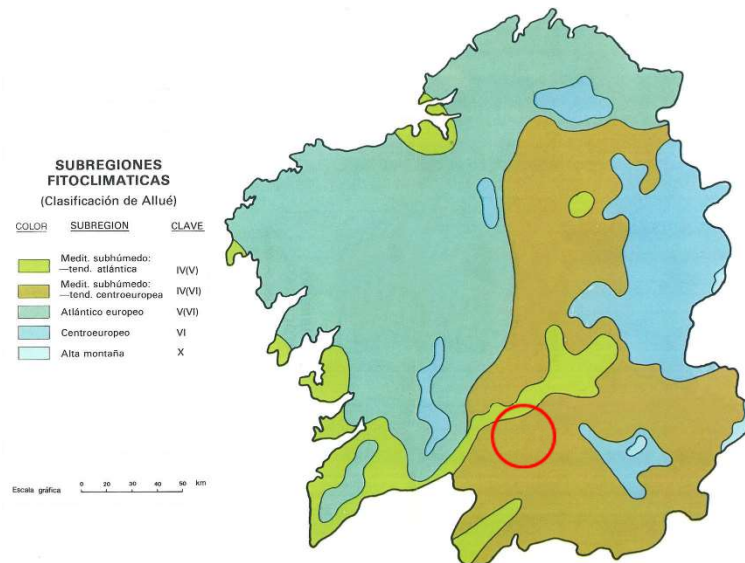 SUBREGIONES
FITOCLIMATICAS
(Clasificación de Allué)
COLOR SUBREGION CLAVE
Medit. subhúmedo:
—tend. atlántica IV(V)
Medit. subhúmedo:
—tend. centroeuropea IV(VI)
Atlántico europeo V(VI)
Centroeuropeo VI
Alta montaña X
Escala gráfica 0 10 20 30 40 50 km